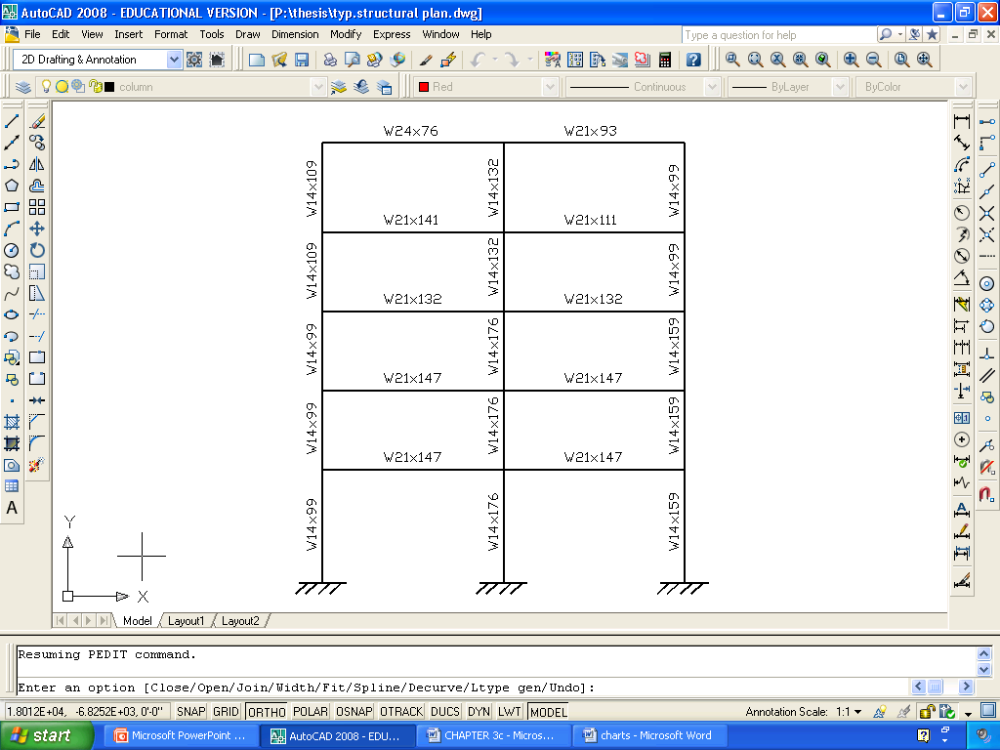 AutoCAD 2008 - EDUCATIONAL VERSION - [P:\thesis\typ.structural plan.dwg]
File Edit View Insert Format Tools Draw Dimension Modify Express Window Help
Type a question for help
2D Drafting & Annotation
column
Red
Continuous
ByLayer
ByColor
W24x76 W21x93
W14x109 W14x132 W14x99
W21x141 W21x111
W14x109 W14x132 W14x99
W21x132 W21x132
W14x99 W14x176 W14x159
W21x147 W21x147
W14x99 W14x176 W14x159
W21x147 W21x147
W14x99 W14x176 W14x159
Y
X
A
Model Layout1 Layout2
Resuming PEDIT command.
Enter an option [Close/Open/Join/Width/Fit/Spline/Decurve/Ltype gen/Undo]:
1.8012E+04, -6.8252E+03, 0'-0" SNAP GRID ORTHO POLAR OSNAP OTRACK DUCS DYN LWT MODEL Annotation Scale: 1:1
start Microsoft PowerPoint ... AutoCAD 2008 - EDU... CHAPTER 3c - Micros... charts - Microsoft Word